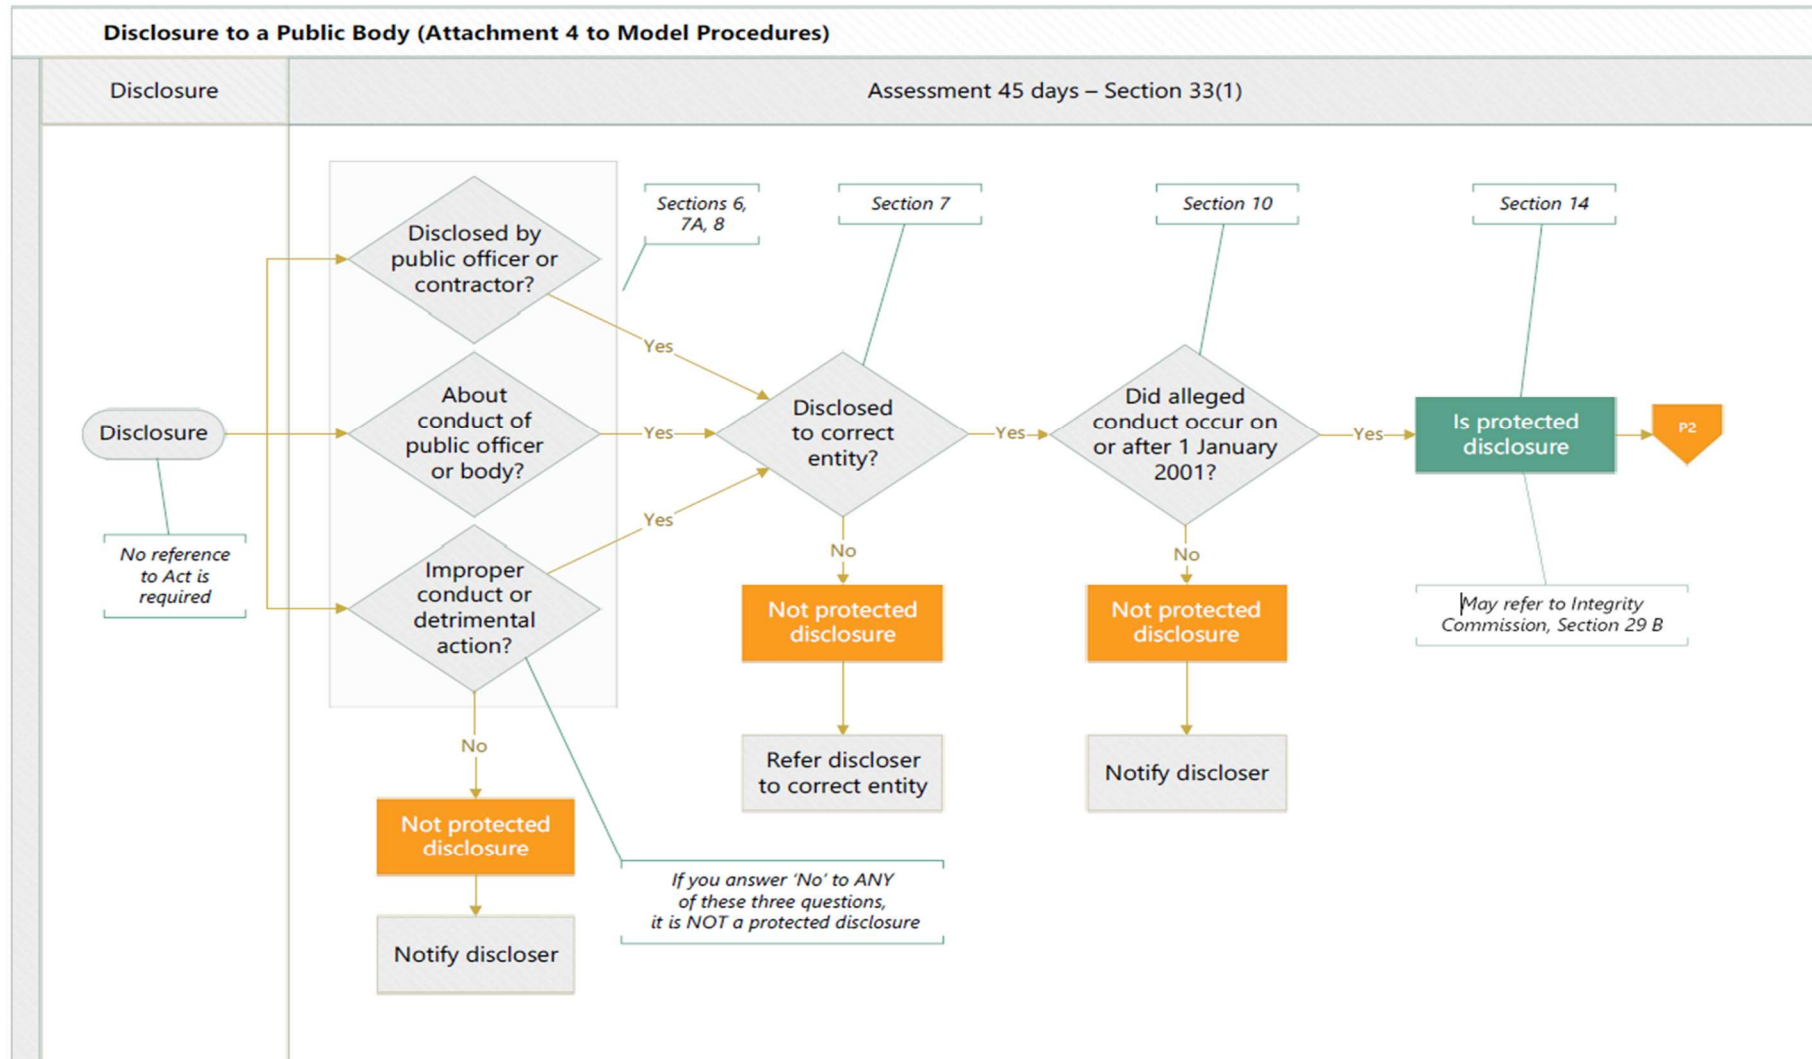 Disclosure to a Public Body (Attachment 4 to Model Procedures)
Disclosure
Assessment 45 days – Section 33(1)
Disclosure
No reference
to Act is
required
Disclosed by
public officer or
contractor?
Sections 6,
7A, 8
Yes
About
conduct of
public officer
or body?
Yes
Improper
conduct or
detrimental
action?
Yes
No
Not protected
disclosure
Notify discloser
If you answer ‘No’ to ANY
of these three questions,
it is NOT a protected disclosure
Section 7
Disclosed
to correct
entity?
Yes
No
Not protected
disclosure
Refer discloser
to correct entity
Section 10
Did alleged
conduct occur on
or after 1 January
2001?
Yes
No
Not protected
disclosure
Notify discloser
Section 14
Is protected
disclosure
P2
May refer to Integrity
Commission, Section 29 B